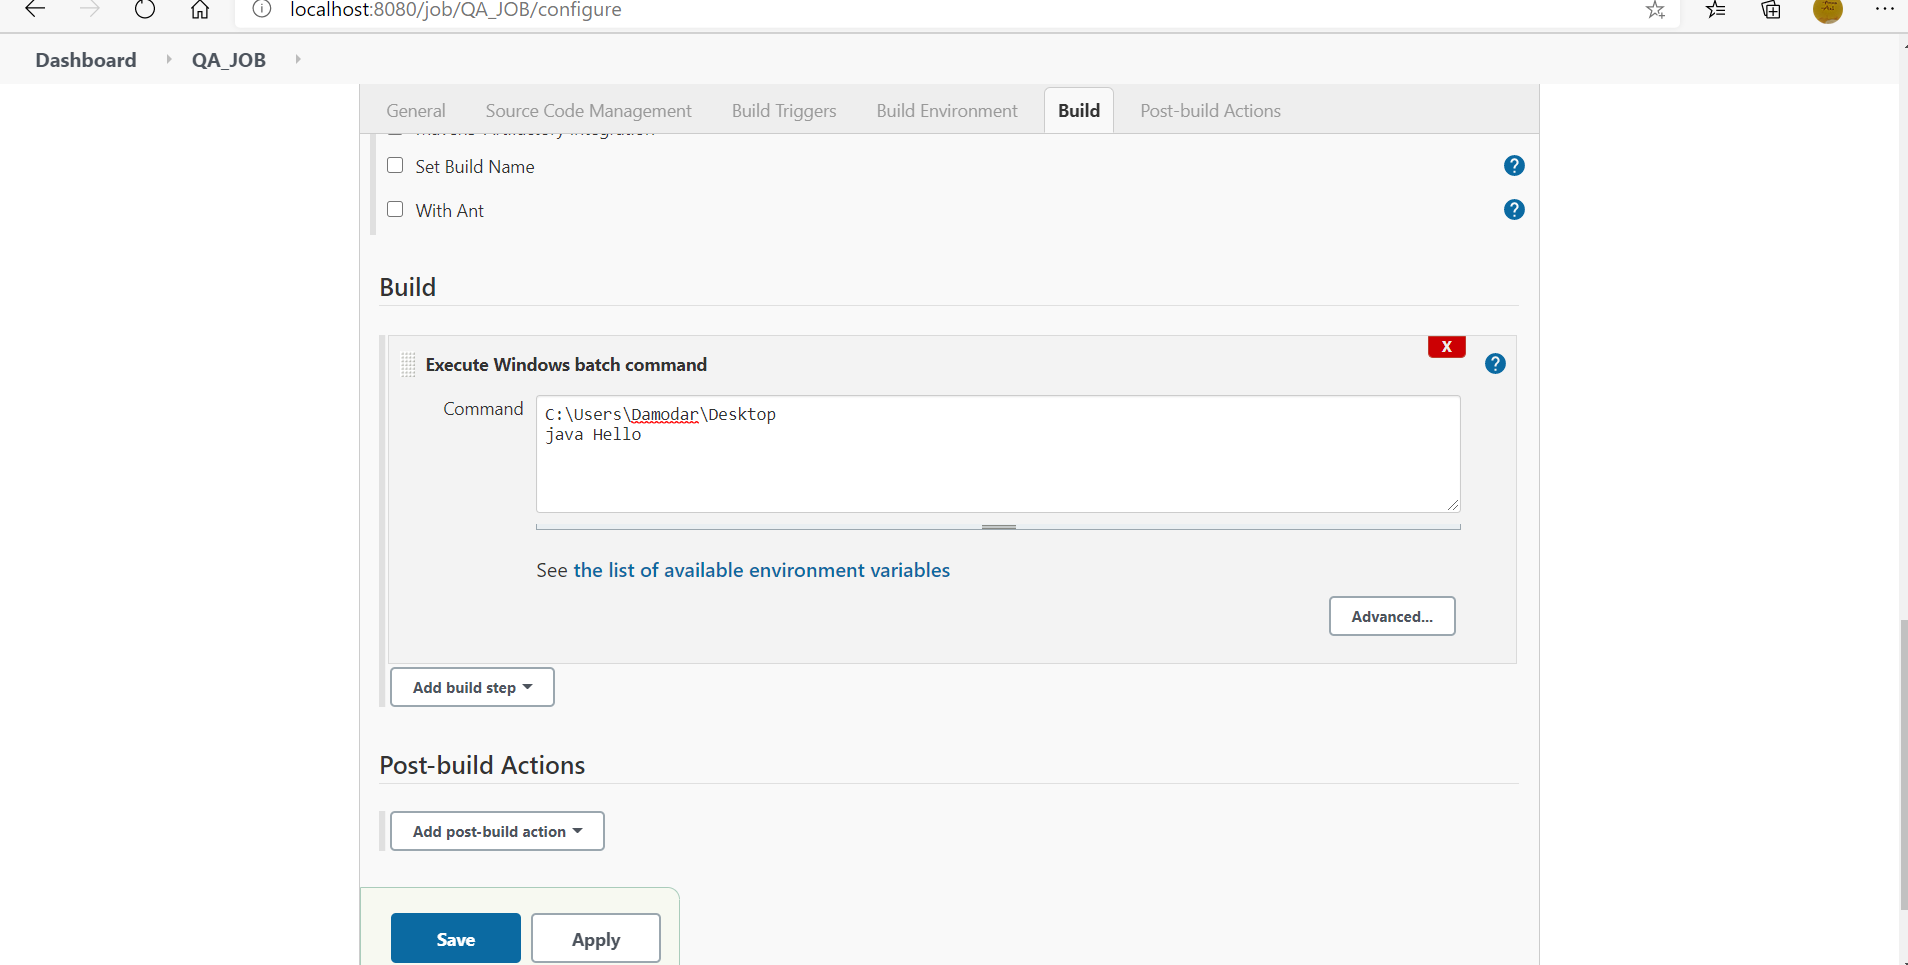 localhost:8080/job/QA_JOB/configure
Dashboard QA_JOB
General Source Code Management Build Triggers Build Environment Build Post-build Actions
Set Build Name ?
With Ant ?
Build
X
Execute Windows batch command ?
Command
C:\Users\Damodar\Desktop
java Hello
See the list of available environment variables
Advanced...
Add build step
Post-build Actions
Add post-build action
Save Apply